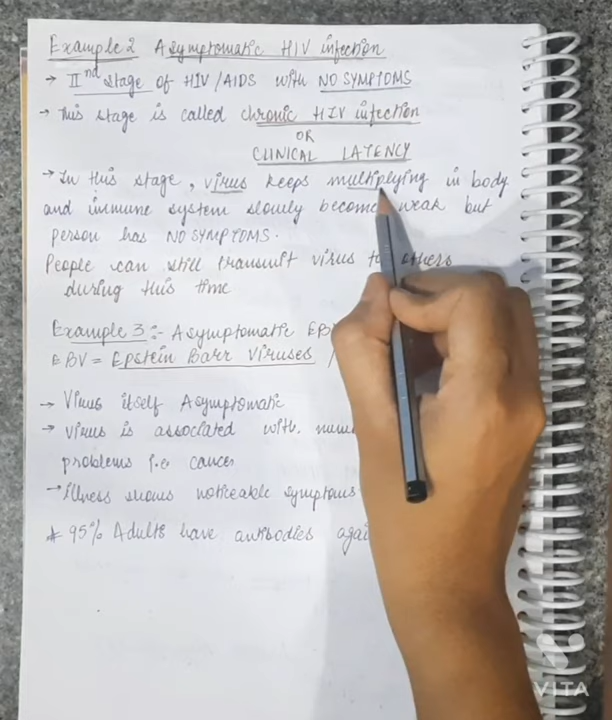 Example 2 Asymptomatic HIV infection
→ IInd stage of HIV/AIDS with NO SYMPTOMS
→ This stage is called chronic HIV infection
OR
CLINICAL LATENCY
→ In this stage, virus keeps multiplying in body
and immune system slowly become weak but
person has NO SYMPTOMS.
People can still transmit virus to others
during this time
Example 3:- Asymptomatic EBV
EBV = Epstein Barr Viruses
→ Virus itself Asymptomatic
→ virus is associated with
problems i.e cancer
→ Illness shows noticeable symptoms
* 95% Adults have antibodies
VITA